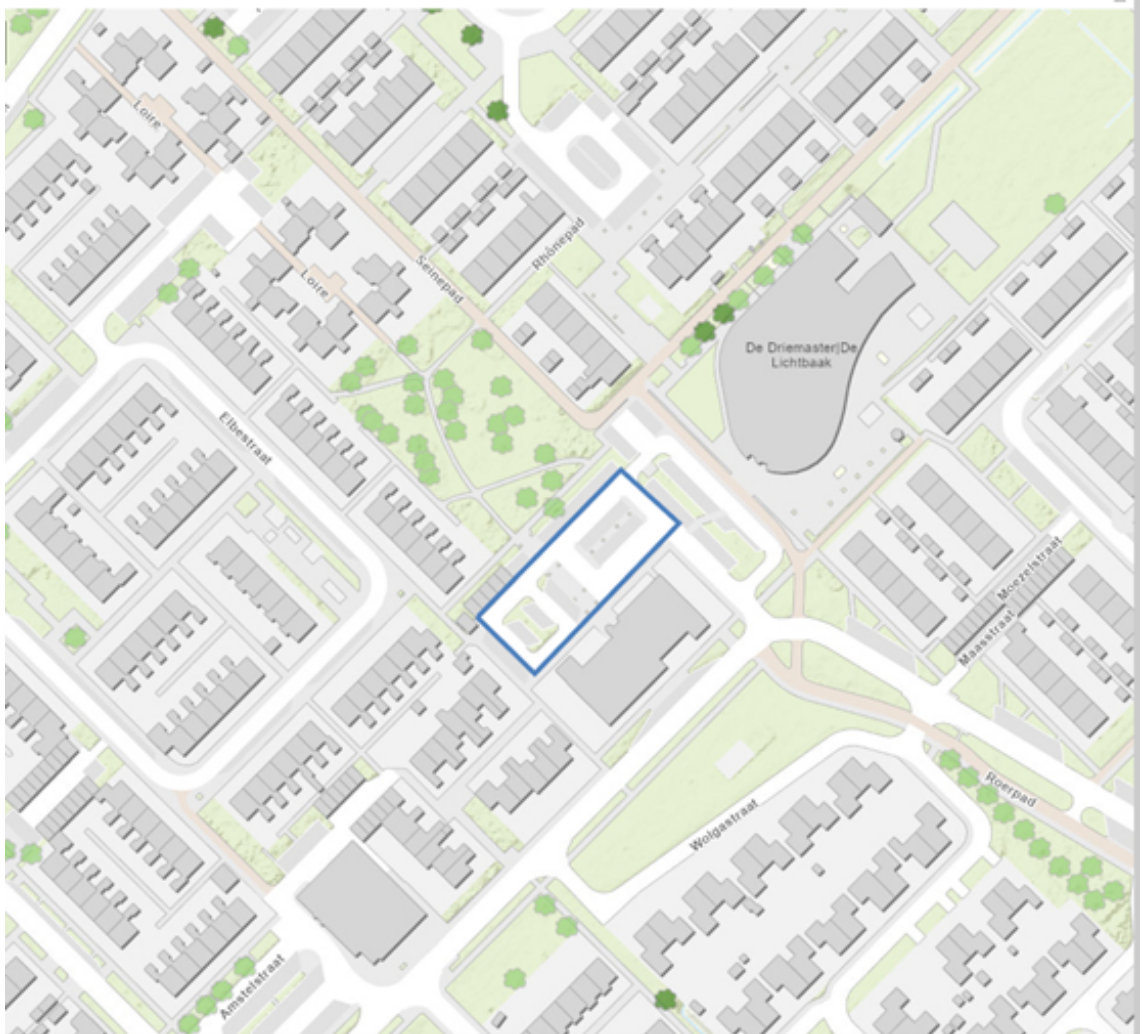 Loire
Rhônepad
Seinepad
Loire
De Driemaster|De
Lichtbaak
Elbestraat
Moezelstraat
Maasstraat
Roerpad
Wolgastraat
Amstelstraat